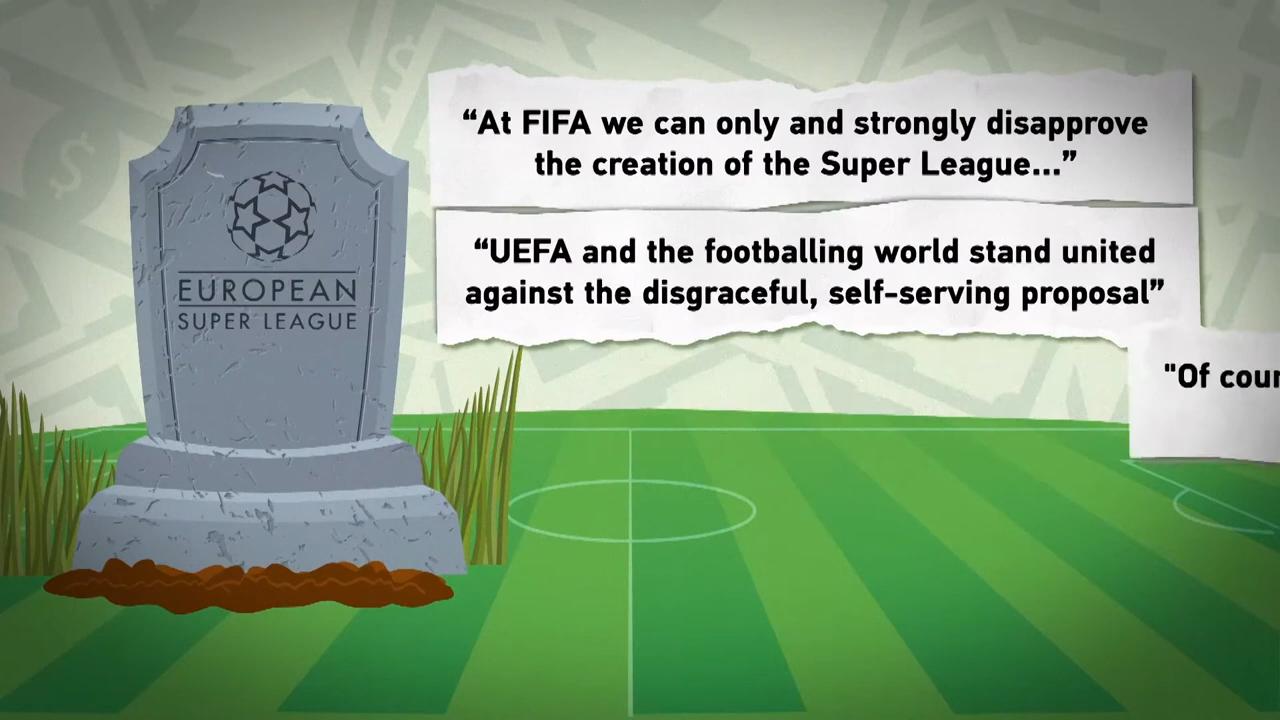 EUROPEAN
SUPER LEAGUE
“At FIFA we can only and strongly disapprove
the creation of the Super League...”
“UEFA and the footballing world stand united
against the disgraceful, self-serving proposal”
"Of